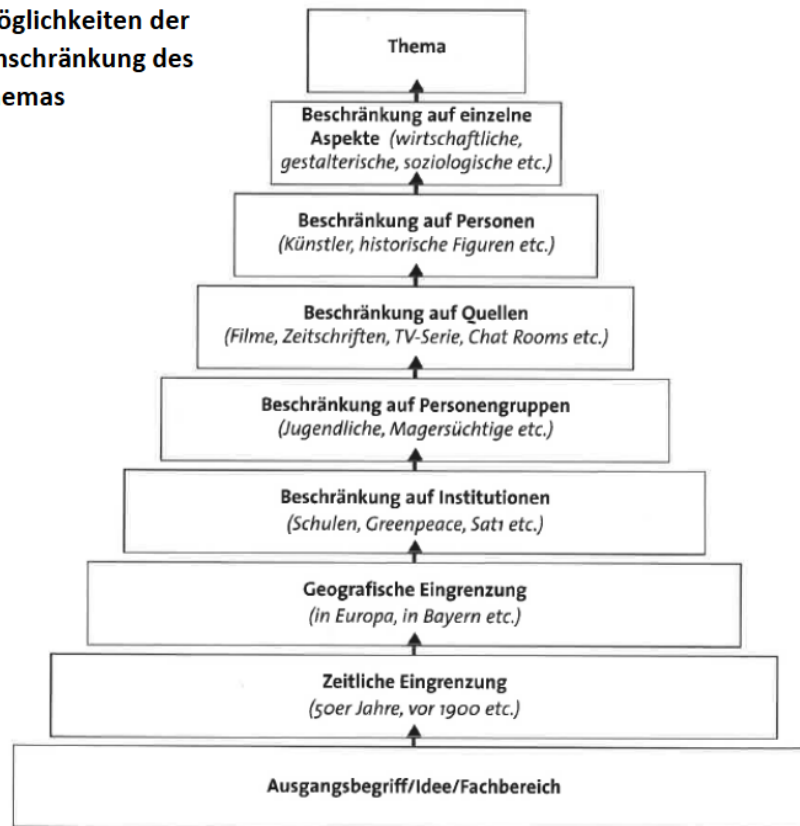 öglichkeiten der
nschränkung des
hemas
Thema
Beschränkung auf einzelne
Aspekte (wirtschaftliche,
gestalterische, soziologische etc.)
Beschränkung auf Personen
(Künstler, historische Figuren etc.)
Beschränkung auf Quellen
(Filme, Zeitschriften, TV-Serie, Chat Rooms etc.)
Beschränkung auf Personengruppen
(Jugendliche, Magersüchtige etc.)
Beschränkung auf Institutionen
(Schulen, Greenpeace, Sat1 etc.)
Geografische Eingrenzung
(in Europa, in Bayern etc.)
Zeitliche Eingrenzung
(50er Jahre, vor 1900 etc.)
Ausgangsbegriff/Idee/Fachbereich